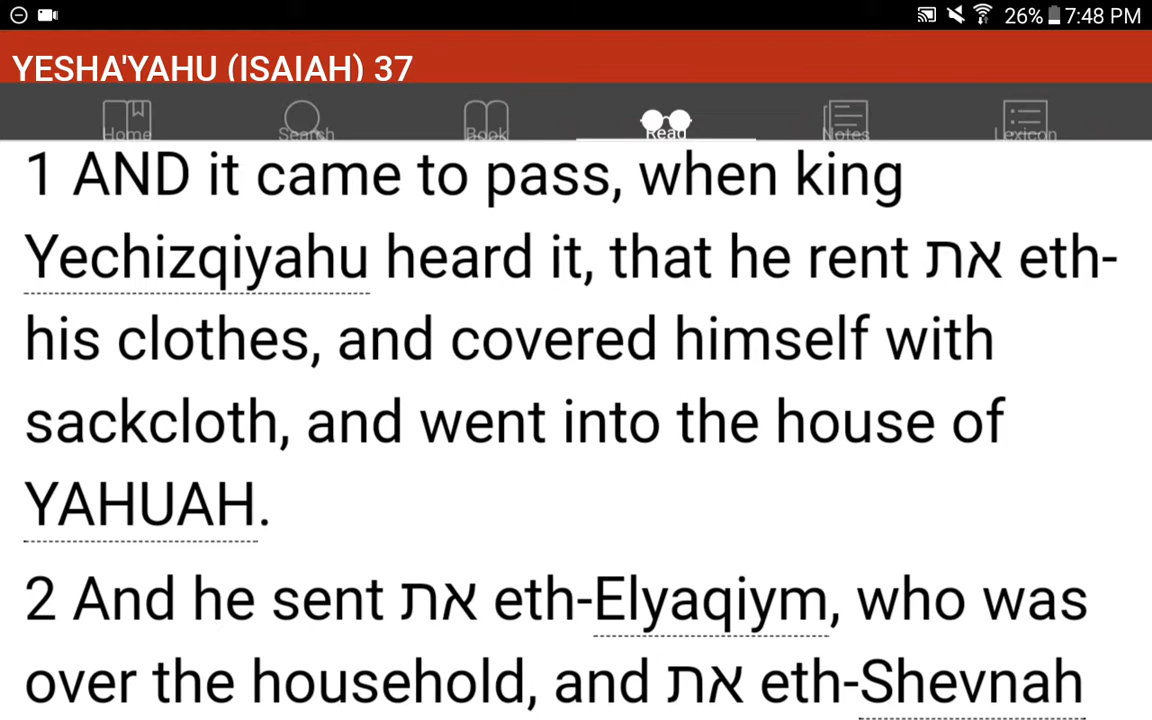 26% 7:48 PM
YESHA'YAHU (ISAIAH) 37
Home Search Book Read Notes Lexicon
1 AND it came to pass, when king
Yechizqiyahu heard it, that he rent את eth-
his clothes, and covered himself with
sackcloth, and went into the house of
YAHUAH.
2 And he sent את eth-Elyaqiym, who was
over the household, and את eth-Shevnah